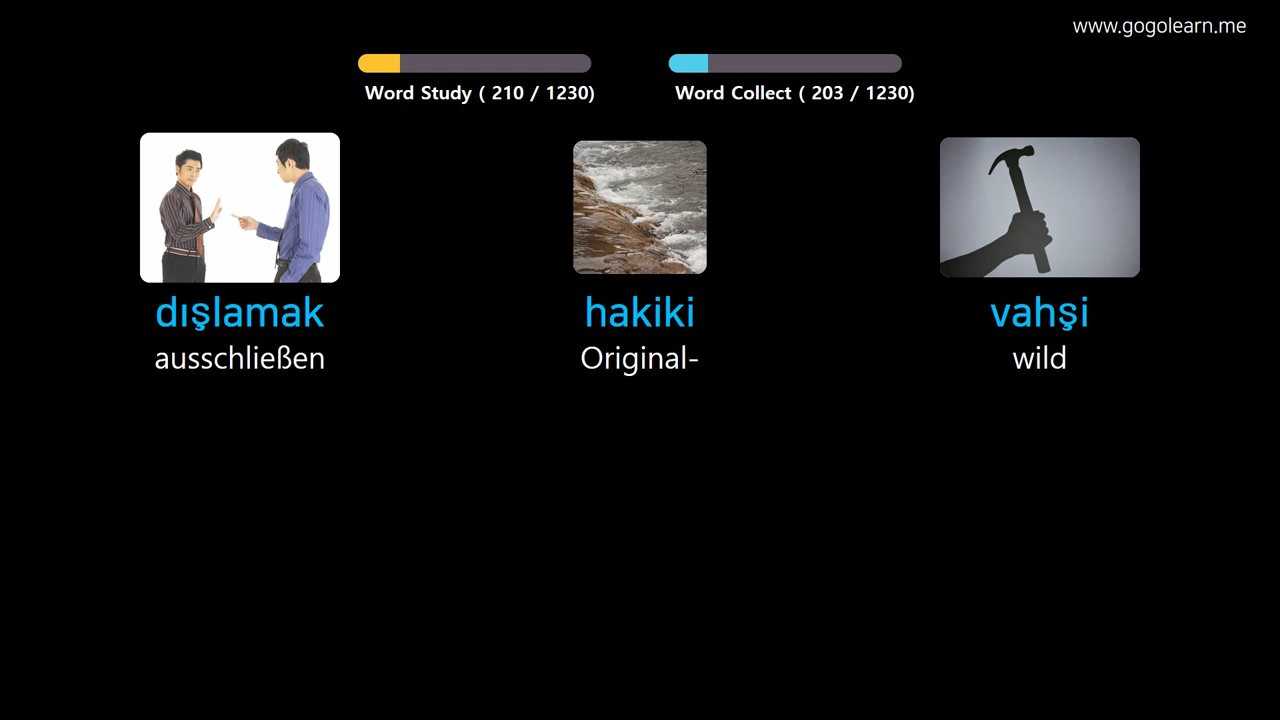 www.gogolearn.me
Word Study ( 210 / 1230)
Word Collect ( 203 / 1230)
dışlamak
ausschließen
hakiki
Original-
vahşi
wild